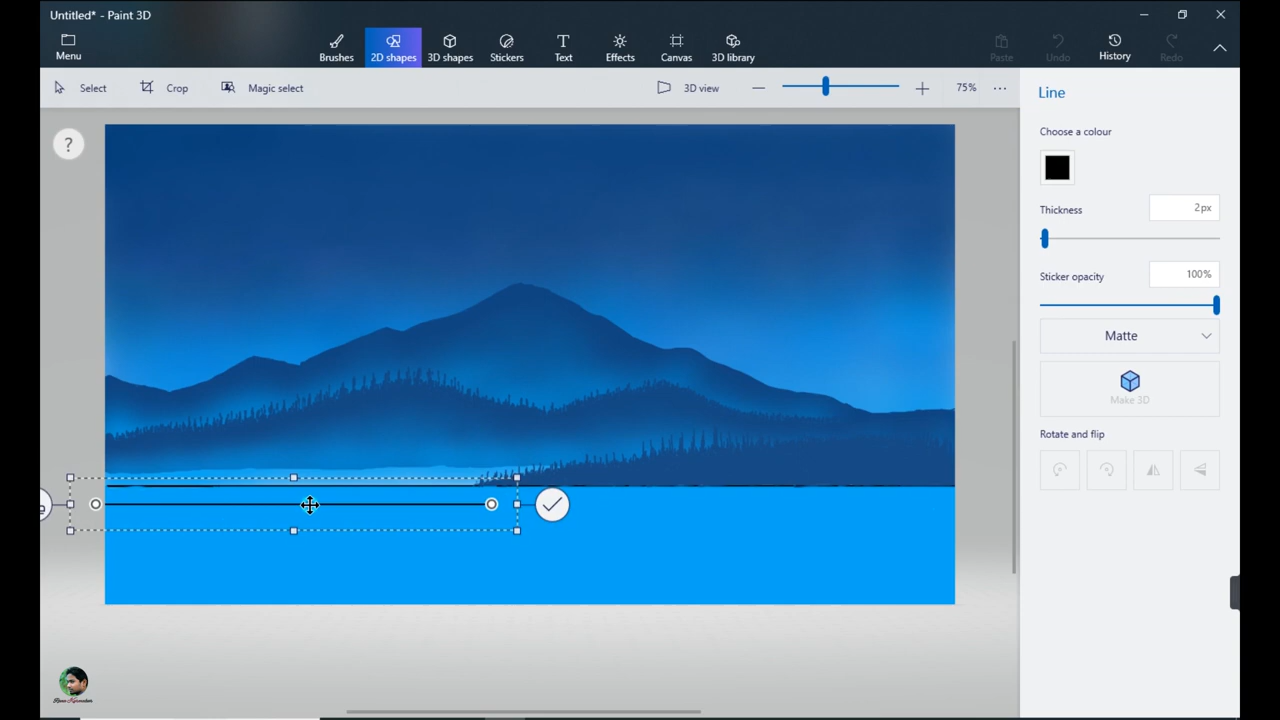 Untitled* - Paint 3D
Menu
Brushes
2D shapes
3D shapes
Stickers
Text
Effects
Canvas
3D library
Paste
Undo
History
Redo
Select
Crop
Magic select
3D view
75%
?
Line
Choose a colour
Thickness
2px
Sticker opacity
100%
Matte
Make 3D
Rotate and flip